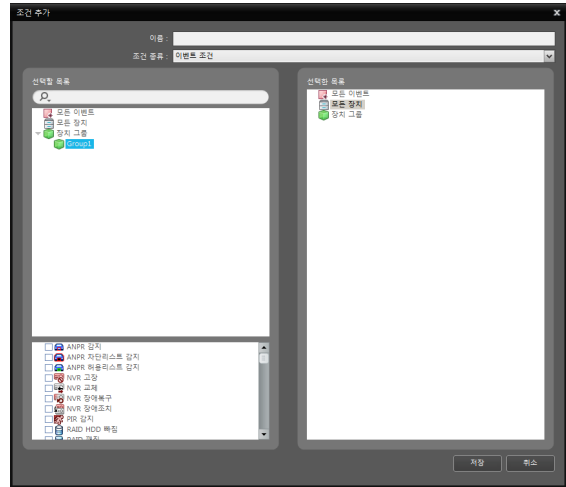 조건 추가
이름 :
조건 종류 : 이벤트 조건
선택할 목록
모든 이벤트
모든 장치
장치 그룹
Group1
ANPR 감지
ANPR 차단리스트 감지
ANPR 허용리스트 감지
NVR 고장
NVR 교체
NVR 장애복구
NVR 장애조치
PIR 감지
RAID HDD 빠짐
선택한 목록
모든 이벤트
모든 장치
장치 그룹
저장
취소